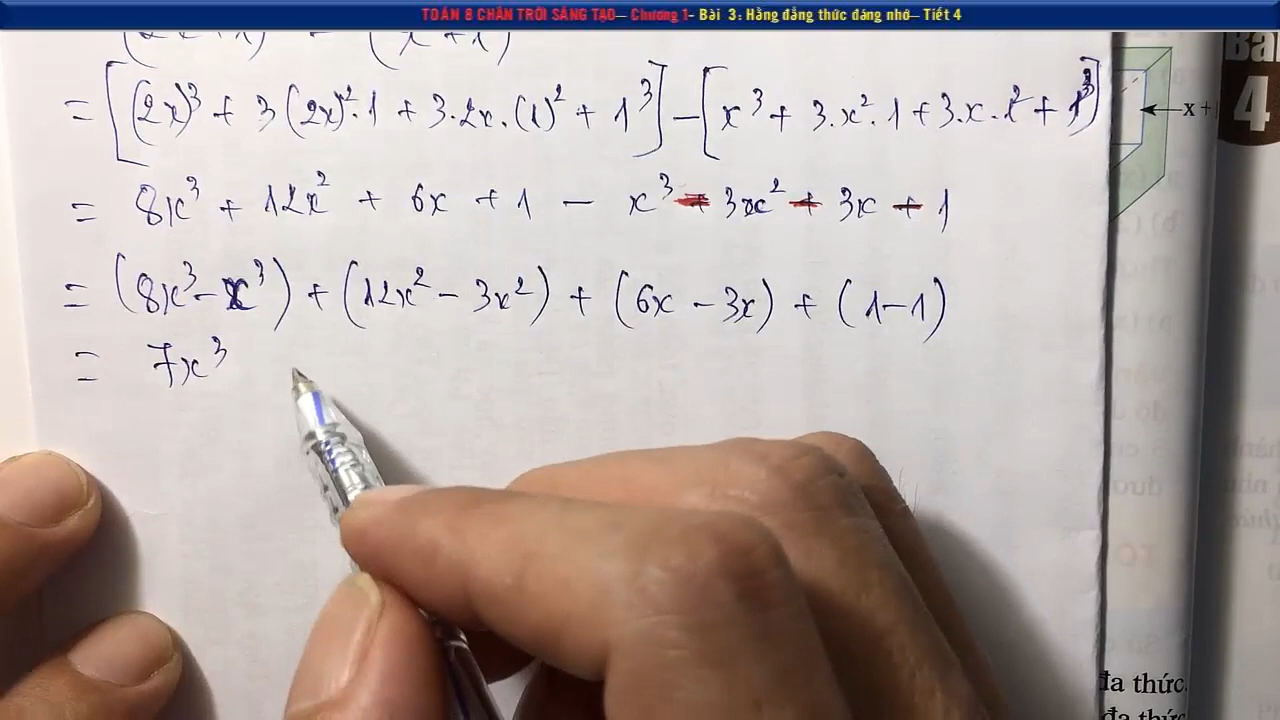 TOÁN 8 CHÂN TRỜI SÁNG TẠO– Chương 1- Bài 3: Hằng đẳng thức đáng nhớ– Tiết 4
= [(2x)³ + 3(2x)²·1 + 3·2x·(1)² + 1³] – [x³ + 3·x²·1 + 3·x·1² + 1³]
= 8x³ + 12x² + 6x + 1 – x³ – 3x² – 3x – 1
= (8x³ – x³) + (12x² – 3x²) + (6x – 3x) + (1 – 1)
= 7x³
x +
Bài
4
đa thức.